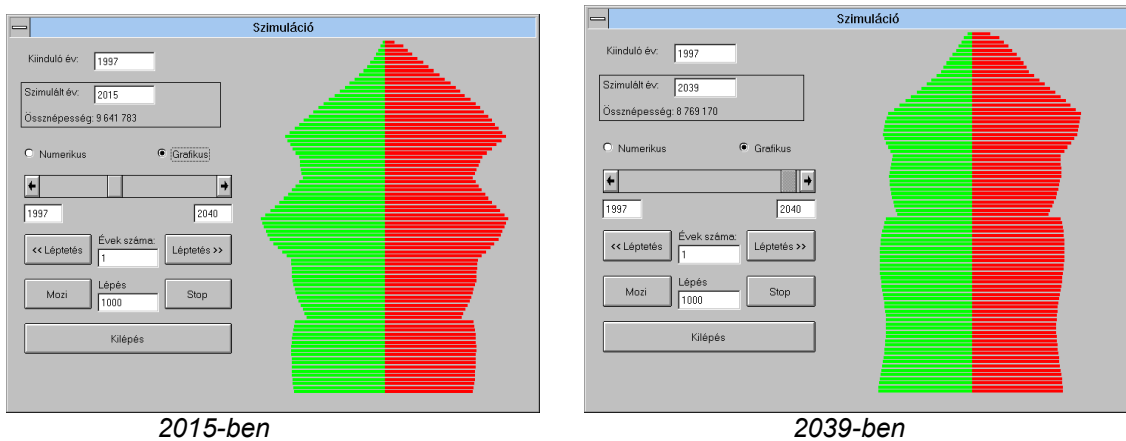 Szimuláció
Kiinduló év: 1997
Szimulált év: 2015
Össznépesség: 9 641 783
Numerikus Grafikus
1997 2040
<< Léptetés Évek száma: 1 Léptetés >>
Mozi Lépés 1000 Stop
Kilépés
2015-ben
Szimuláció
Kiinduló év: 1997
Szimulált év: 2039
Össznépesség: 8 769 170
Numerikus Grafikus
1997 2040
<< Léptetés Évek száma: 1 Léptetés >>
Mozi Lépés 1000 Stop
Kilépés
2039-ben